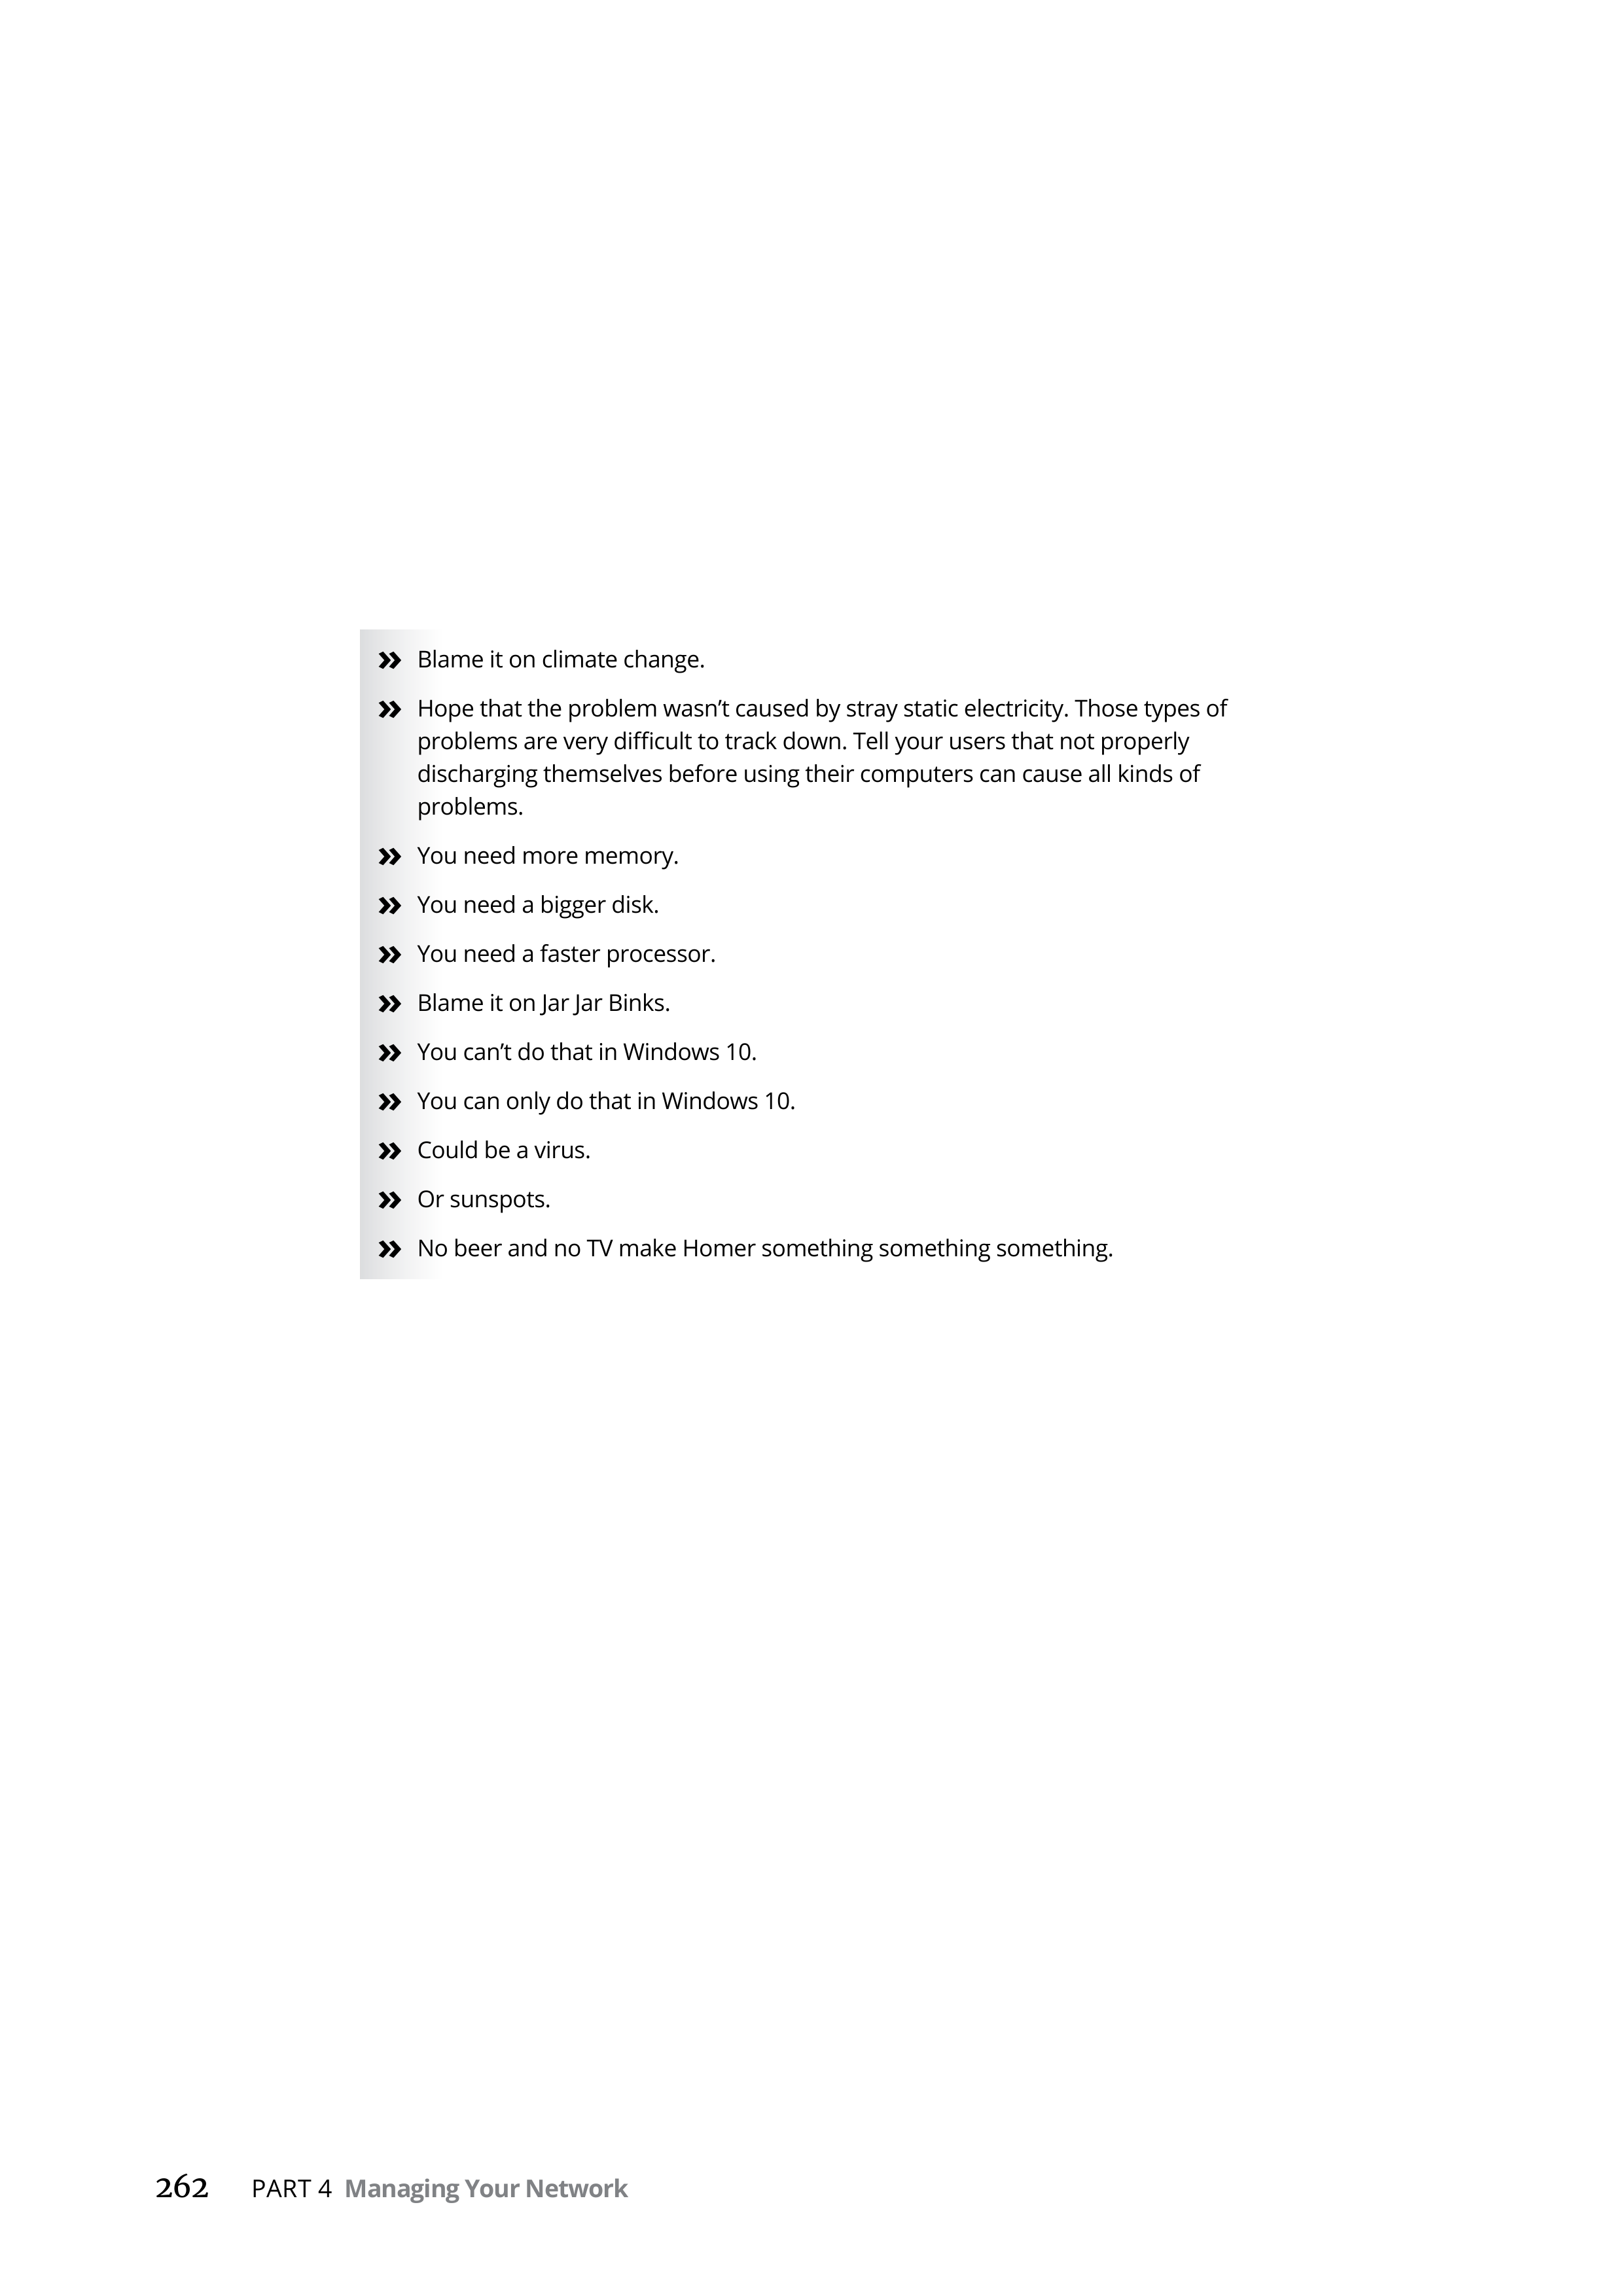 » Blame it on climate change.
» Hope that the problem wasn’t caused by stray static electricity. Those types of
problems are very difficult to track down. Tell your users that not properly
discharging themselves before using their computers can cause all kinds of
problems.
» You need more memory.
» You need a bigger disk.
» You need a faster processor.
» Blame it on Jar Jar Binks.
» You can’t do that in Windows 10.
» You can only do that in Windows 10.
» Could be a virus.
» Or sunspots.
» No beer and no TV make Homer something something something.
262 PART 4 Managing Your Network